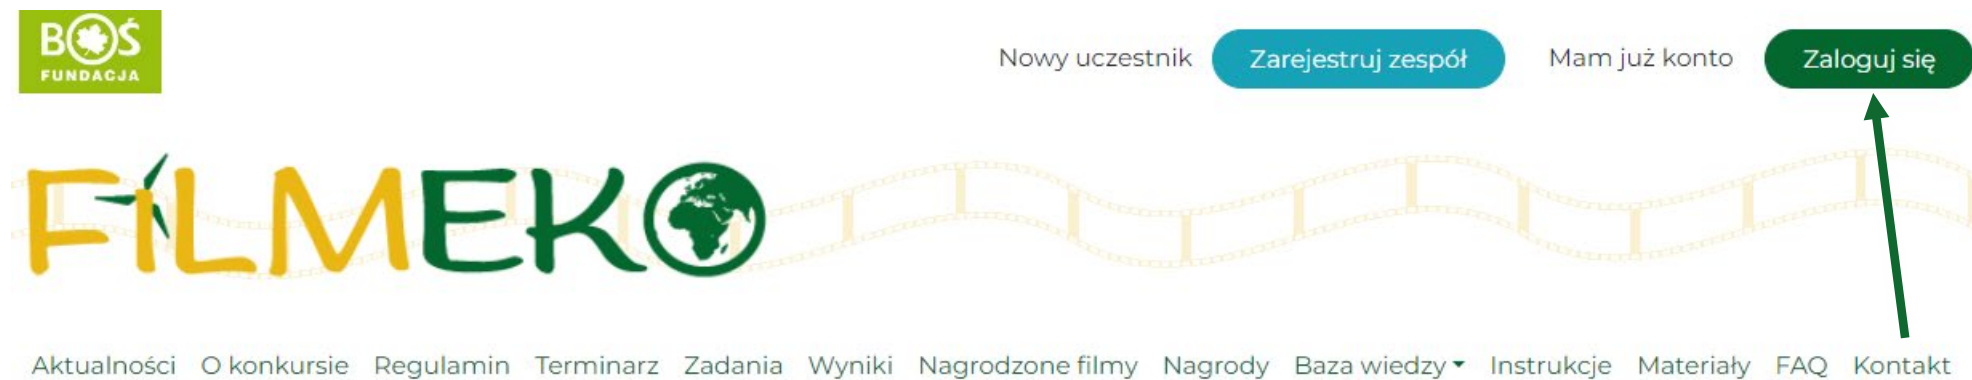 BOŚ
FUNDACJA
Nowy uczestnik Zarejestruj zespół Mam już konto Zaloguj się
FILMEKO
Aktualności O konkursie Regulamin Terminarz Zadania Wyniki Nagrodzone filmy Nagrody Baza wiedzy Instrukcje Materiały FAQ Kontakt